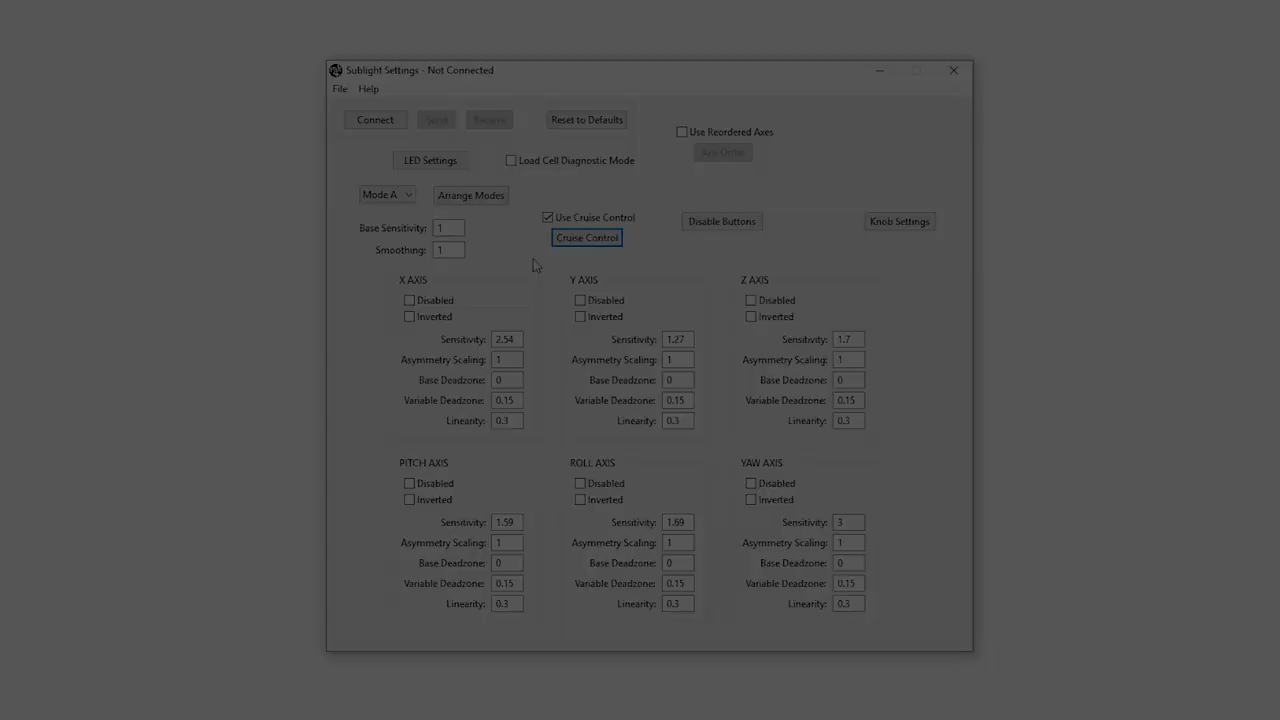 Sublight Settings - Not Connected
File Help
Connect Send Receive Reset to Defaults
Use Reordered Axes
Axis Order
LED Settings Load Cell Diagnostic Mode
Mode A Arrange Modes
Use Cruise Control Disable Buttons Knob Settings
Base Sensitivity: 1
Cruise Control
Smoothing: 1
X AXIS Y AXIS Z AXIS
Disabled Disabled Disabled
Inverted Inverted Inverted
Sensitivity: 2.54 Sensitivity: 1.27 Sensitivity: 1.7
Asymmetry Scaling: 1 Asymmetry Scaling: 1 Asymmetry Scaling: 1
Base Deadzone: 0 Base Deadzone: 0 Base Deadzone: 0
Variable Deadzone: 0.15 Variable Deadzone: 0.15 Variable Deadzone: 0.15
Linearity: 0.3 Linearity: 0.3 Linearity: 0.3
PITCH AXIS ROLL AXIS YAW AXIS
Disabled Disabled Disabled
Inverted Inverted Inverted
Sensitivity: 1.59 Sensitivity: 1.69 Sensitivity: 3
Asymmetry Scaling: 1 Asymmetry Scaling: 1 Asymmetry Scaling: 1
Base Deadzone: 0 Base Deadzone: 0 Base Deadzone: 0
Variable Deadzone: 0.15 Variable Deadzone: 0.15 Variable Deadzone: 0.15
Linearity: 0.3 Linearity: 0.3 Linearity: 0.3